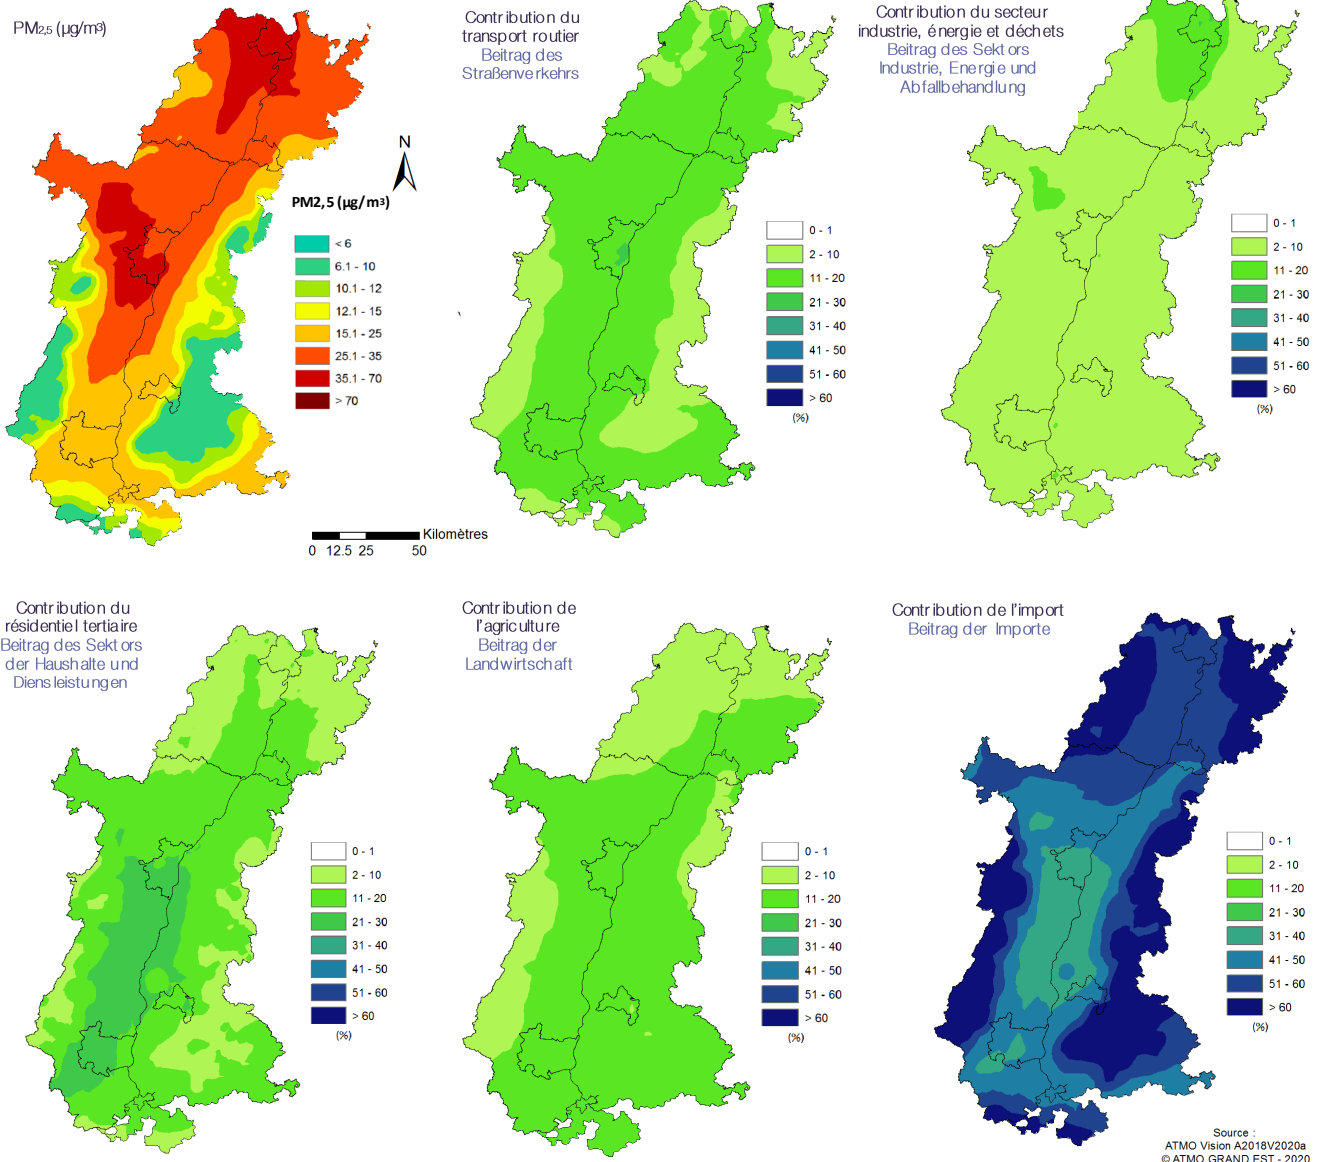 PM2,5 (µg/m3)
Contribution du
transport routier
Beitrag des
Straßenverkehrs
Contribution du secteur
industrie, énergie et déchets
Beitrag des Sektors
Industrie, Energie und
Abfallbehandlung
N
PM2,5 (µg/m3)
< 6
6.1 - 10
10.1 - 12
12.1 - 15
15.1 - 25
25.1 - 35
35.1 - 70
> 70
0 - 1
2 - 10
11 - 20
21 - 30
31 - 40
41 - 50
51 - 60
> 60
(%)
0 - 1
2 - 10
11 - 20
21 - 30
31 - 40
41 - 50
51 - 60
> 60
(%)
Kilomètres
0 12.5 25 50
Contribution du
résidentiel tertiaire
Beitrag des Sektors
der Haushalte und
Diensleistungen
Contribution de
l'agriculture
Beitrag der
Landwirtschaft
Contribution de l'import
Beitrag der Importe
0 - 1
2 - 10
11 - 20
21 - 30
31 - 40
41 - 50
51 - 60
> 60
(%)
0 - 1
2 - 10
11 - 20
21 - 30
31 - 40
41 - 50
51 - 60
> 60
(%)
0 - 1
2 - 10
11 - 20
21 - 30
31 - 40
41 - 50
51 - 60
> 60
(%)
Source :
ATMO Vision A2018V2020a
© ATMO GRAND EST - 2020